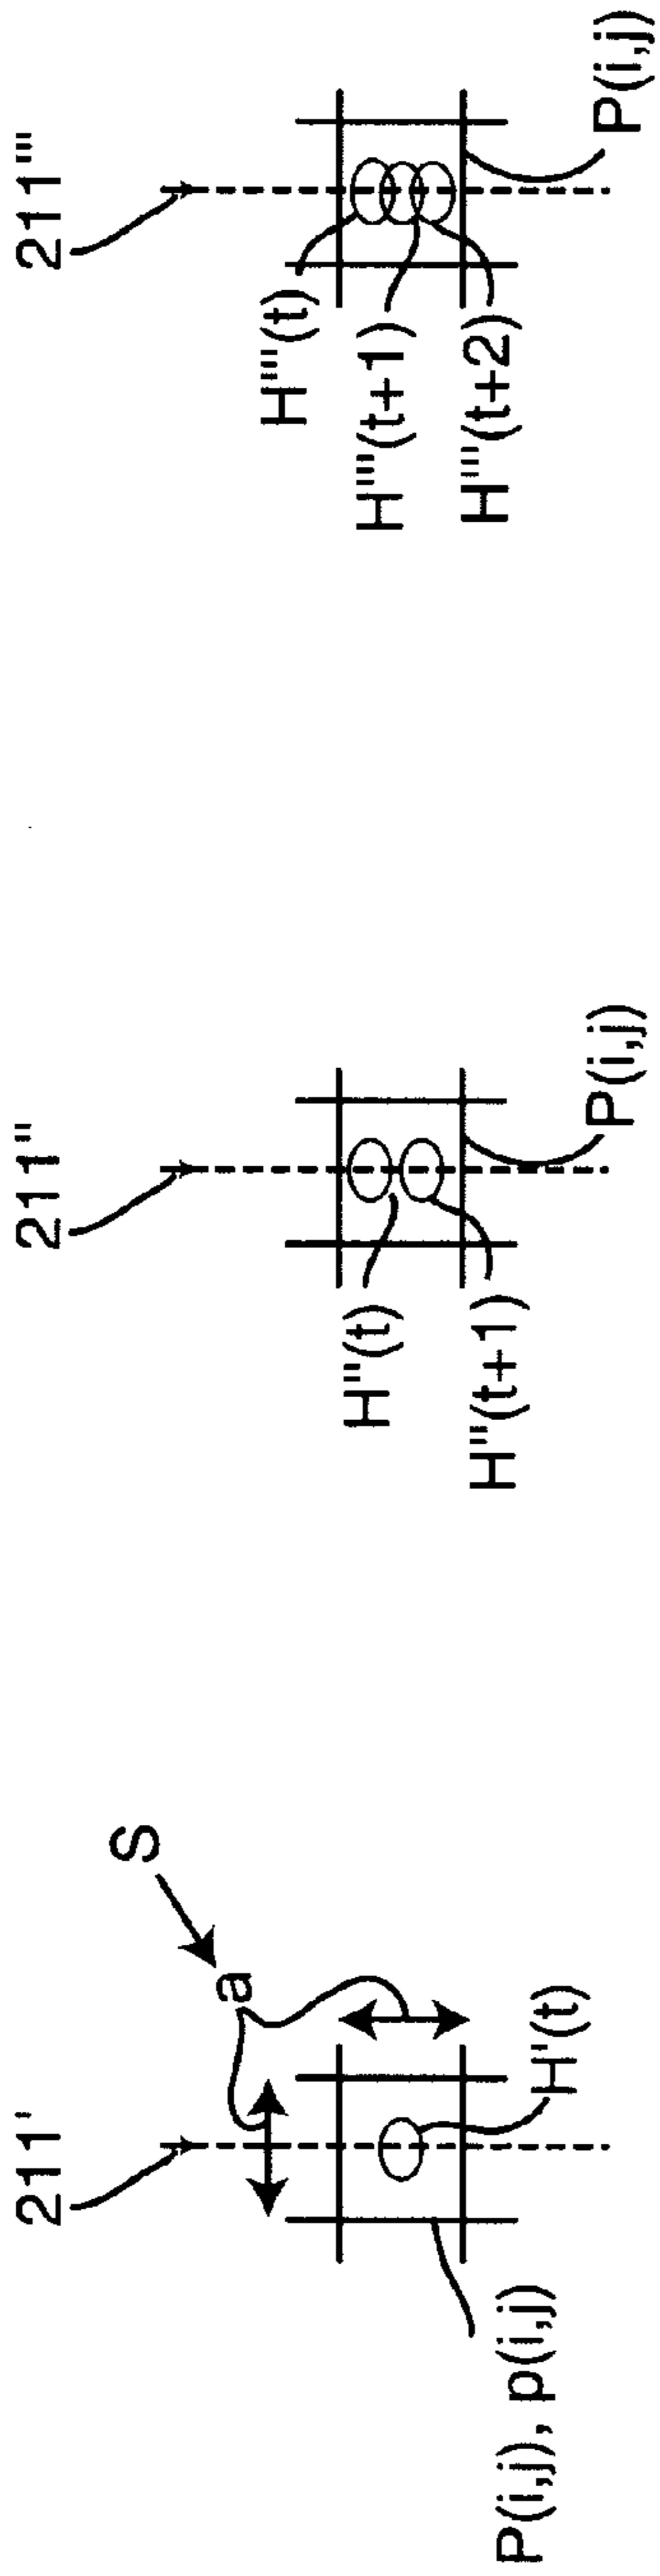 211'
S
a
H'(t)
P(i,j), p(i,j)
211''
H''(t)
H''(t+1)
P(i,j)
211'''
H'''(t)
H'''(t+1)
H'''(t+2)
P(i,j)